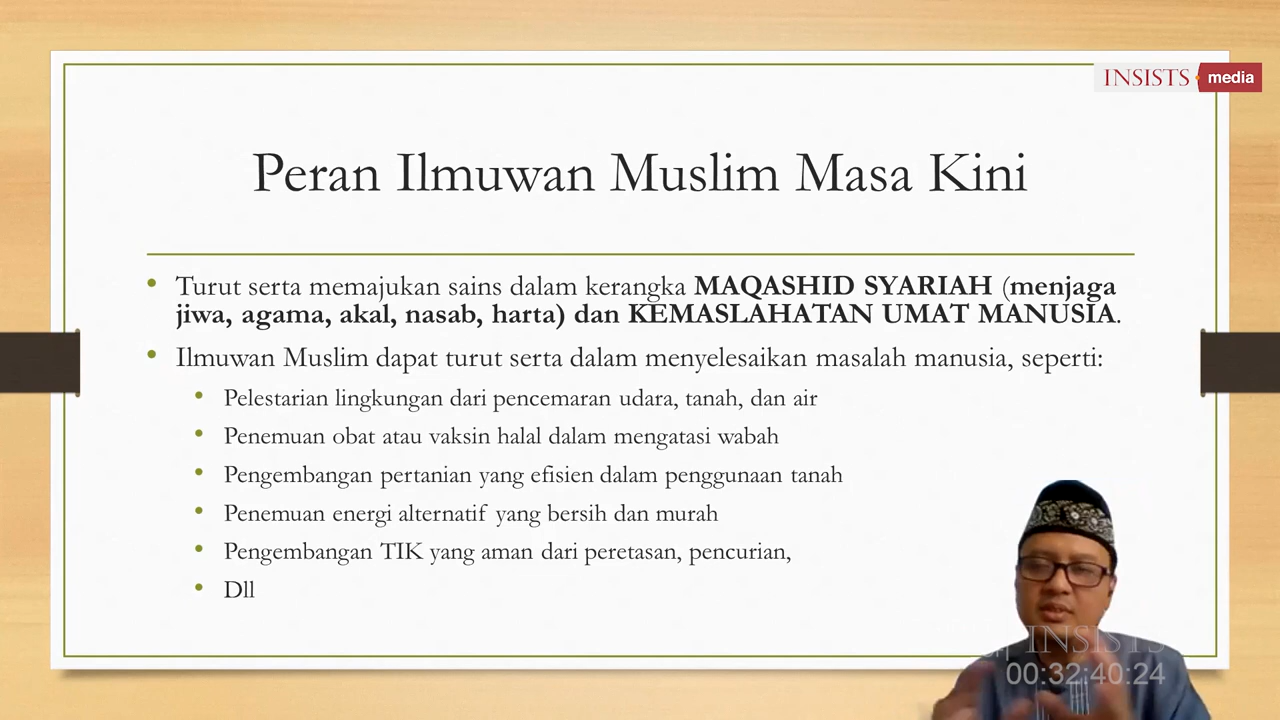 INSISTS media
Peran Ilmuwan Muslim Masa Kini
• Turut serta memajukan sains dalam kerangka MAQASHID SYARIAH (menjaga
jiwa, agama, akal, nasab, harta) dan KEMASLAHATAN UMAT MANUSIA.
• Ilmuwan Muslim dapat turut serta dalam menyelesaikan masalah manusia, seperti:
• Pelestarian lingkungan dari pencemaran udara, tanah, dan air
• Penemuan obat atau vaksin halal dalam mengatasi wabah
• Pengembangan pertanian yang efisien dalam penggunaan tanah
• Penemuan energi alternatif yang bersih dan murah
• Pengembangan TIK yang aman dari peretasan, pencurian,
• Dll
INSISTS
00:32:40:24